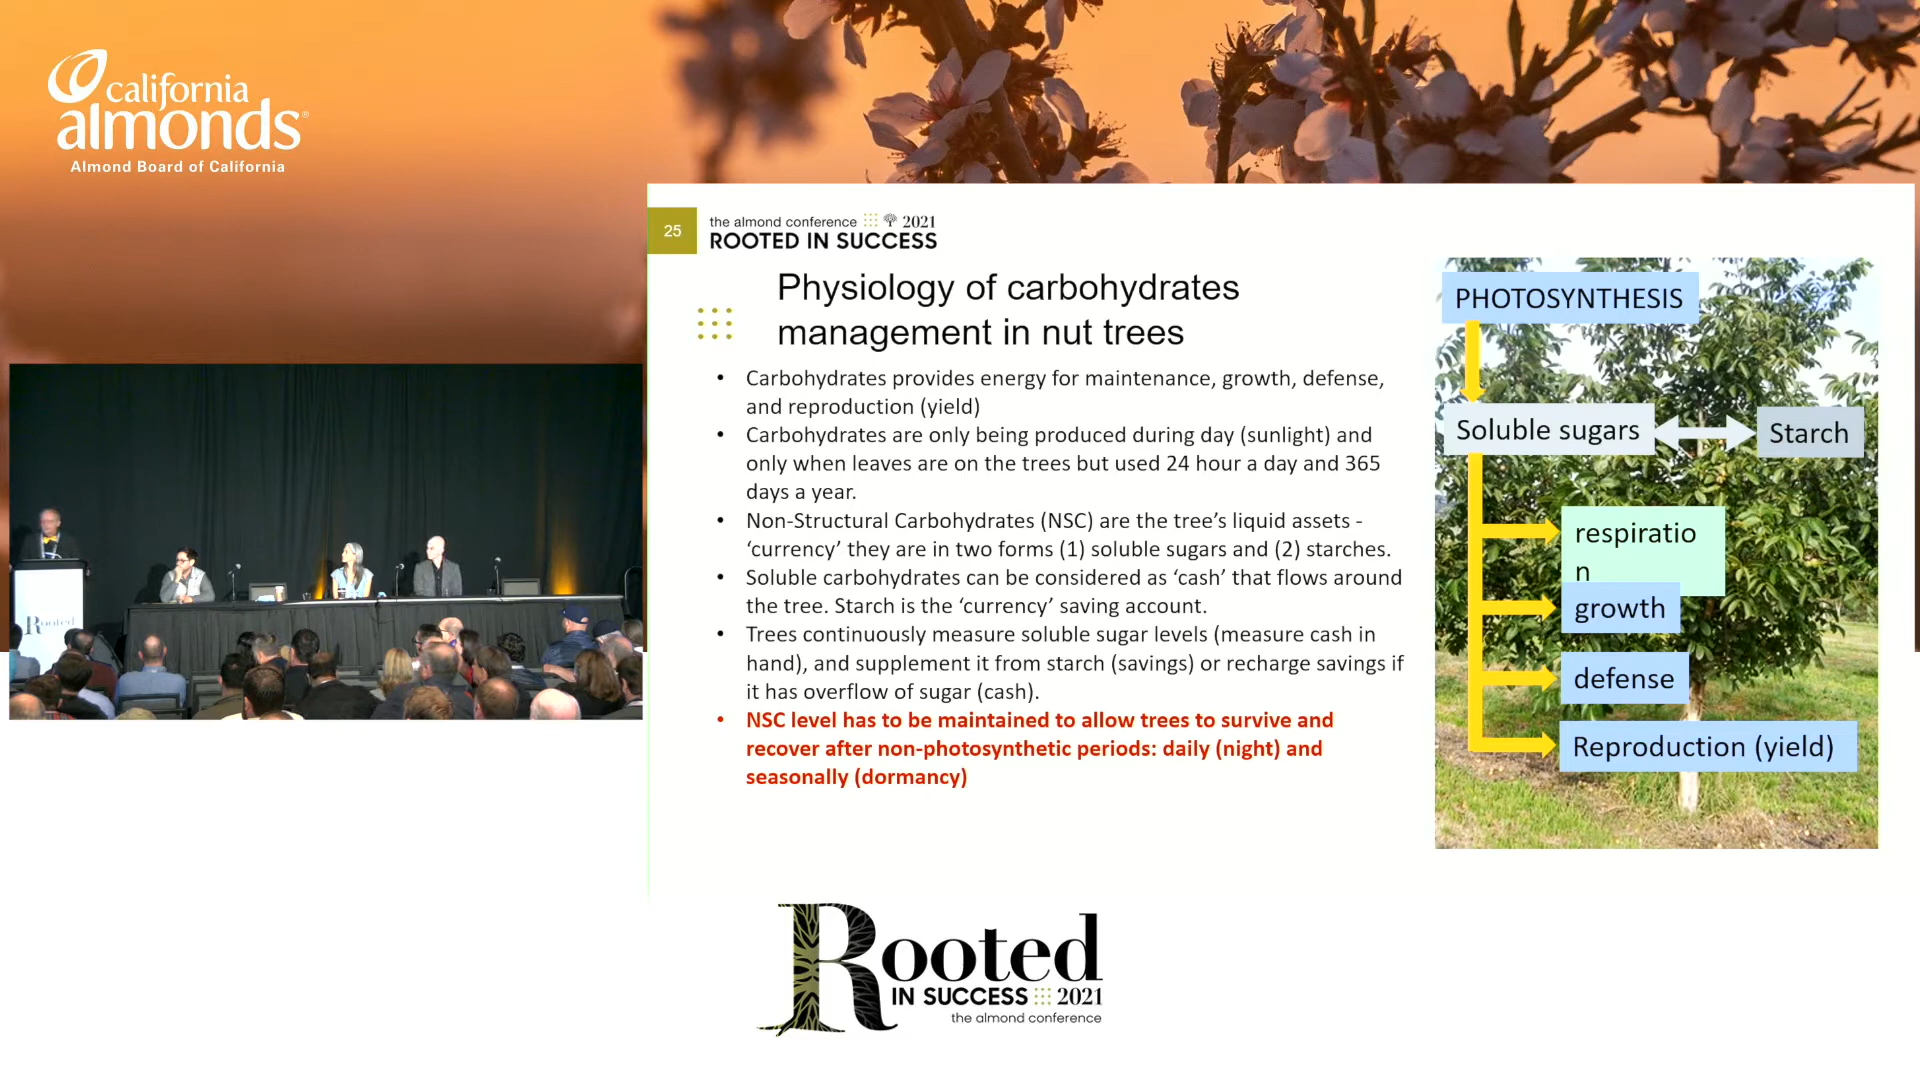 california
almonds®
Almond Board of California
25
the almond conference 2021
ROOTED IN SUCCESS
Physiology of carbohydrates
management in nut trees
• Carbohydrates provides energy for maintenance, growth, defense,
and reproduction (yield)
• Carbohydrates are only being produced during day (sunlight) and
only when leaves are on the trees but used 24 hour a day and 365
days a year.
• Non-Structural Carbohydrates (NSC) are the tree’s liquid assets -
‘currency’ they are in two forms (1) soluble sugars and (2) starches.
• Soluble carbohydrates can be considered as ‘cash’ that flows around
the tree. Starch is the ‘currency’ saving account.
• Trees continuously measure soluble sugar levels (measure cash in
hand), and supplement it from starch (savings) or recharge savings if
it has overflow of sugar (cash).
• NSC level has to be maintained to allow trees to survive and
recover after non-photosynthetic periods: daily (night) and
seasonally (dormancy)
PHOTOSYNTHESIS
Soluble sugars
Starch
respiratio
n
growth
defense
Reproduction (yield)
Rooted
Rooted
IN SUCCESS 2021
the almond conference